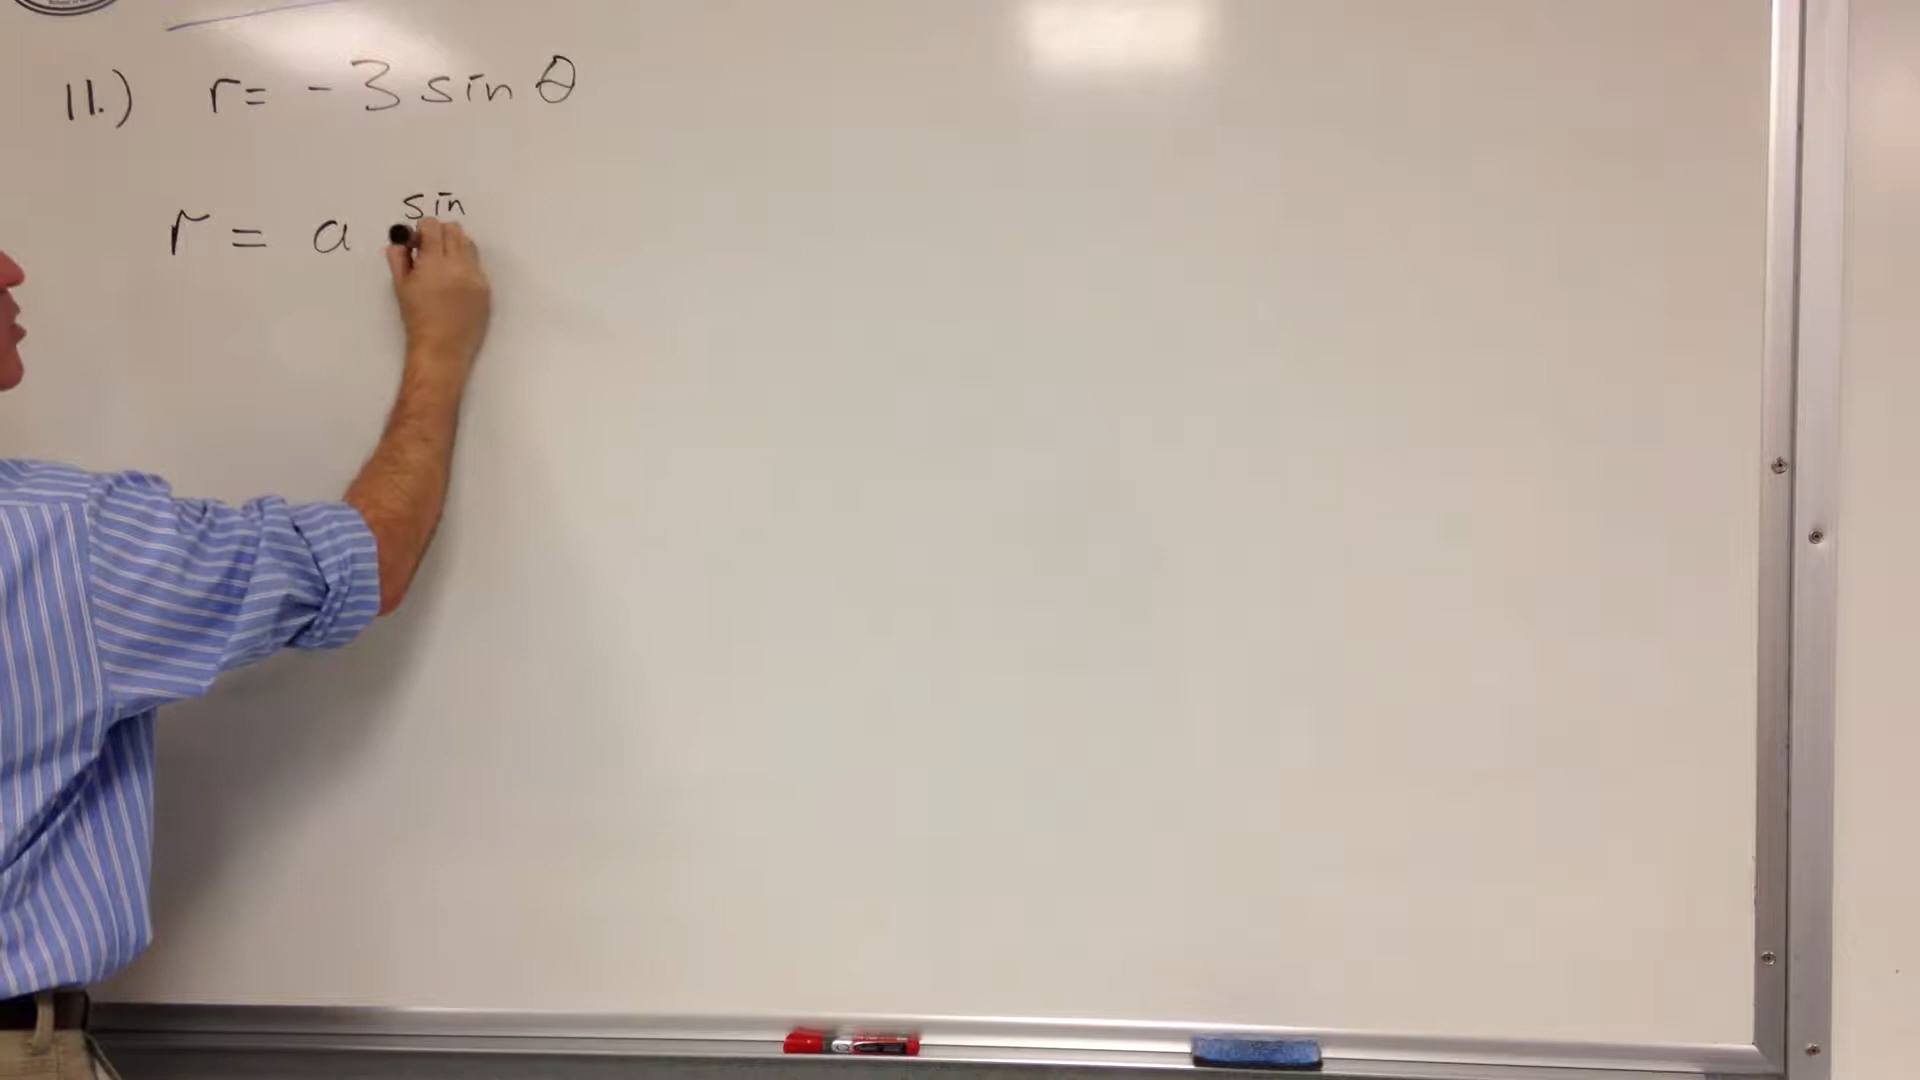 11.) r = -3 sin θ
r = a sin